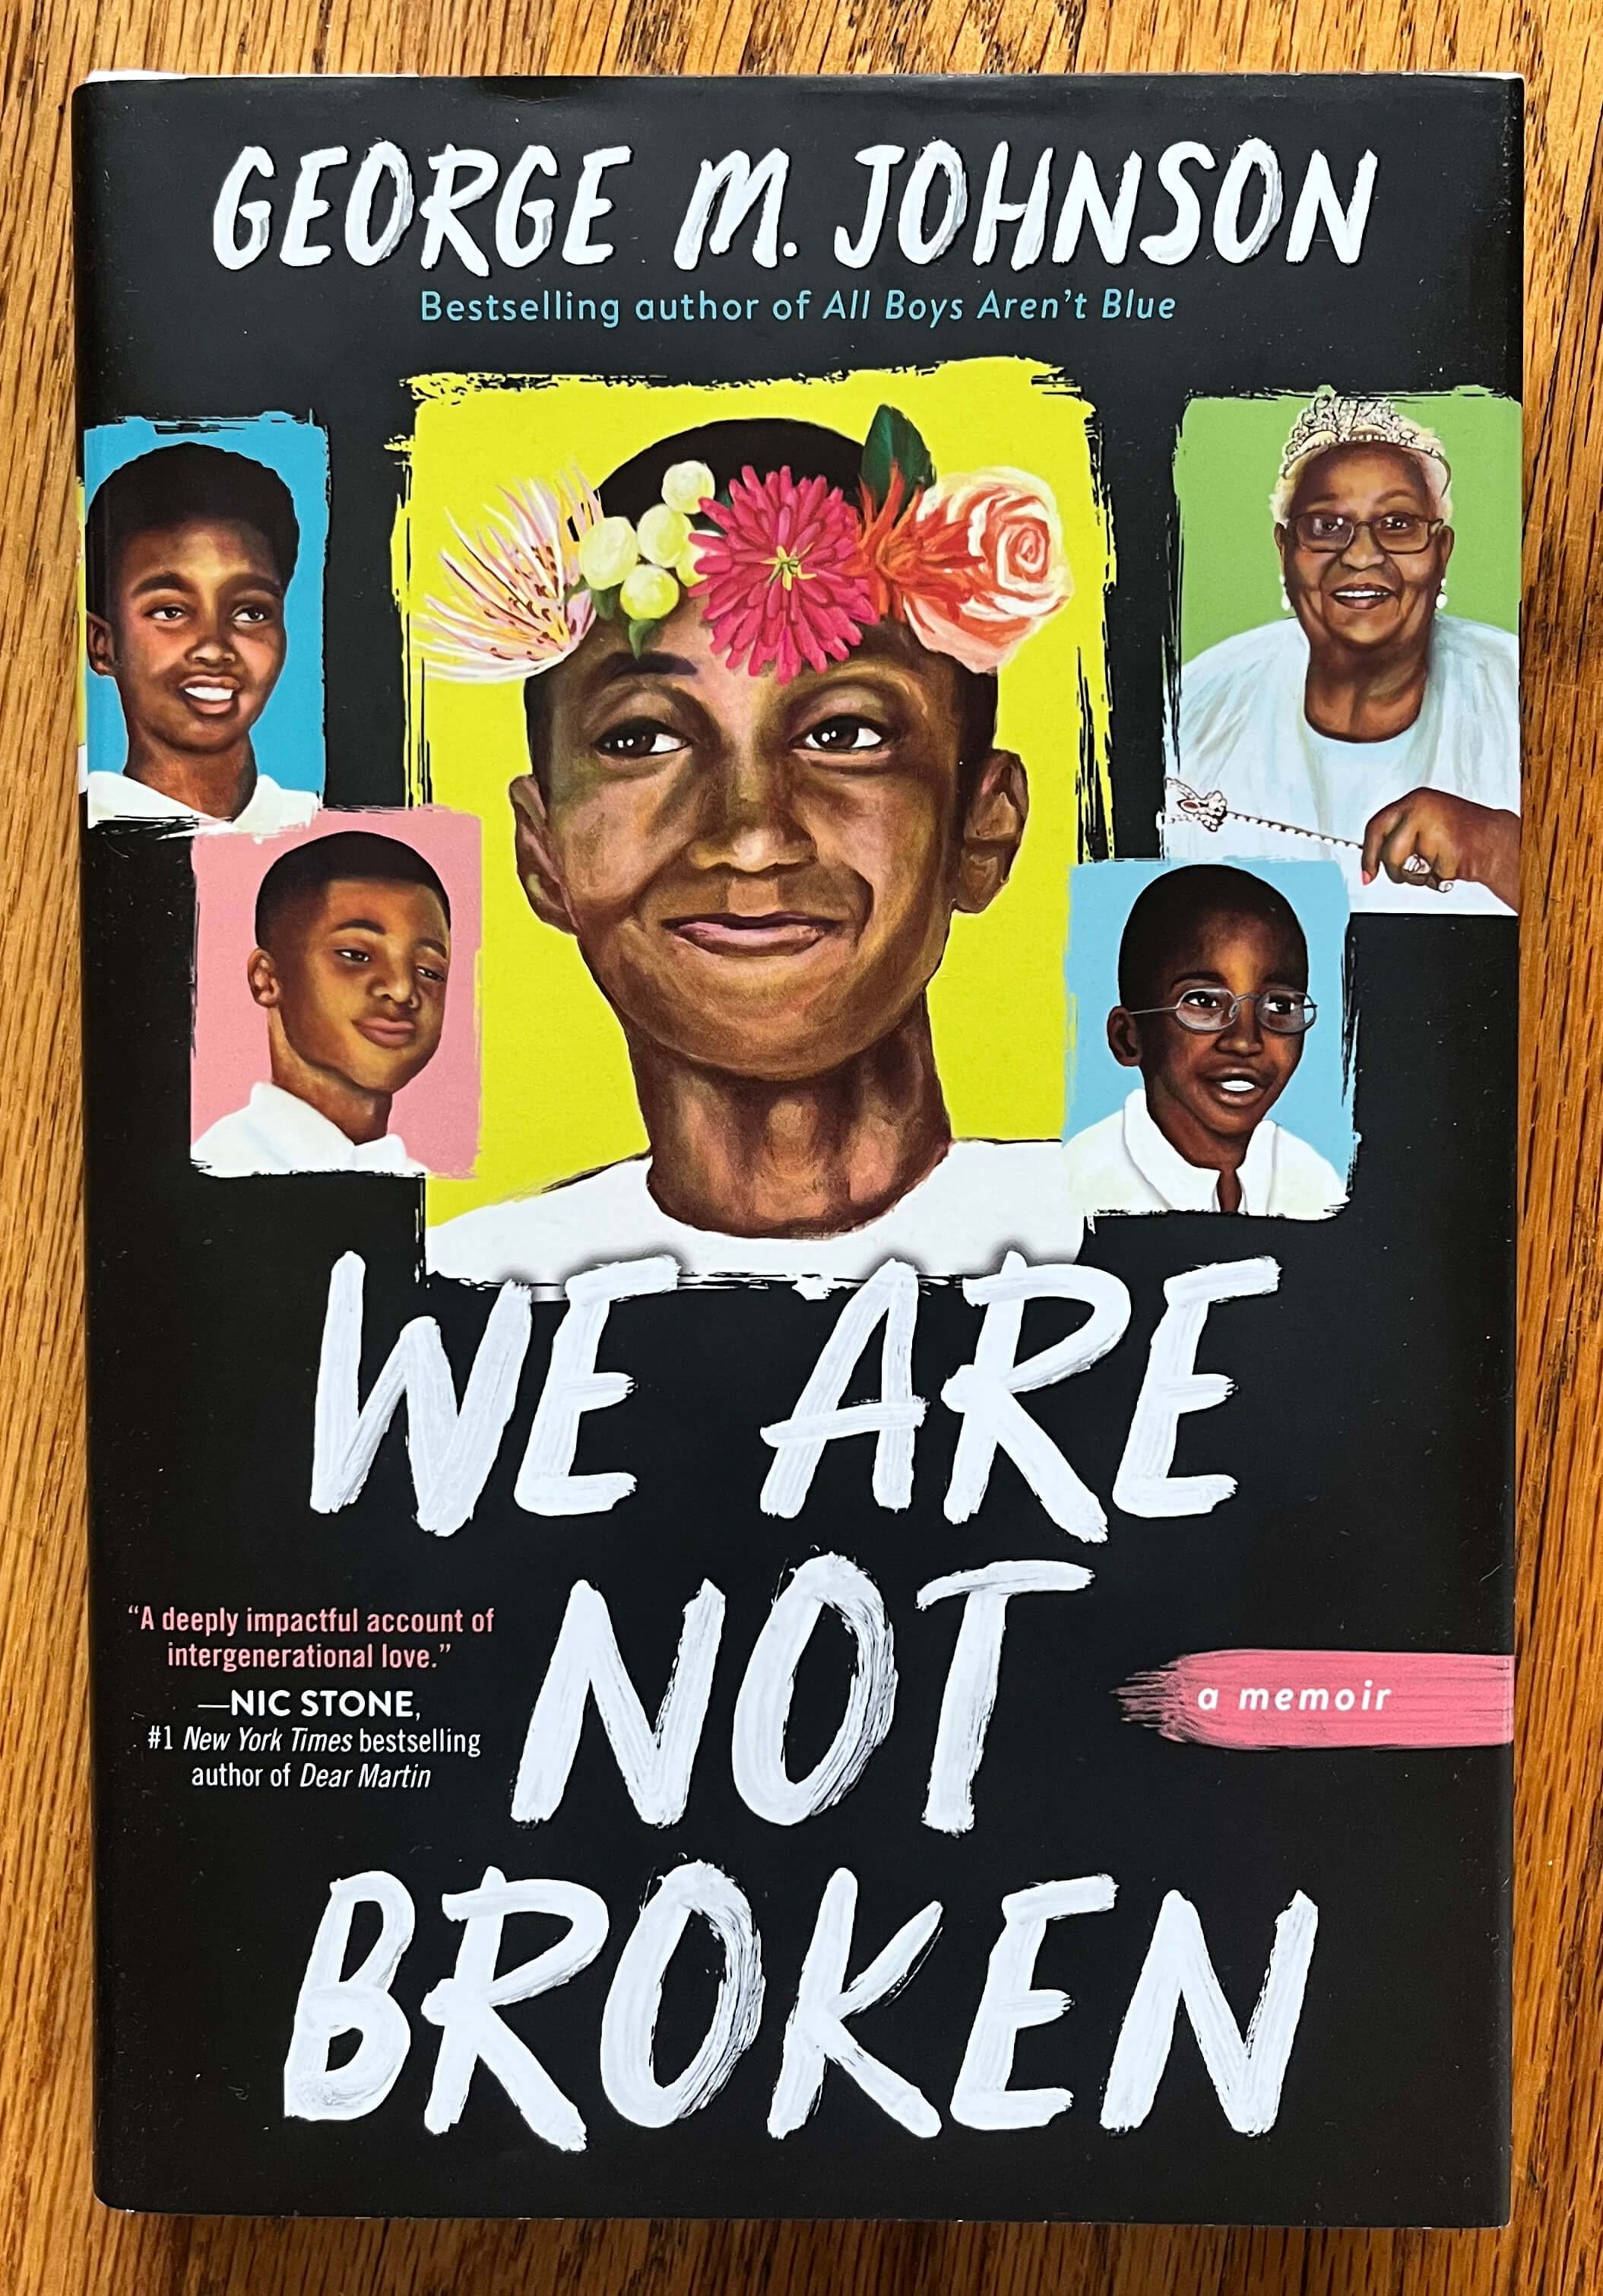 GEORGE M. JOHNSON
Bestselling author of All Boys Aren't Blue
WE ARE
NOT
BROKEN
"A deeply impactful account of
intergenerational love."
—NIC STONE,
#1 New York Times bestselling
author of Dear Martin
a memoir